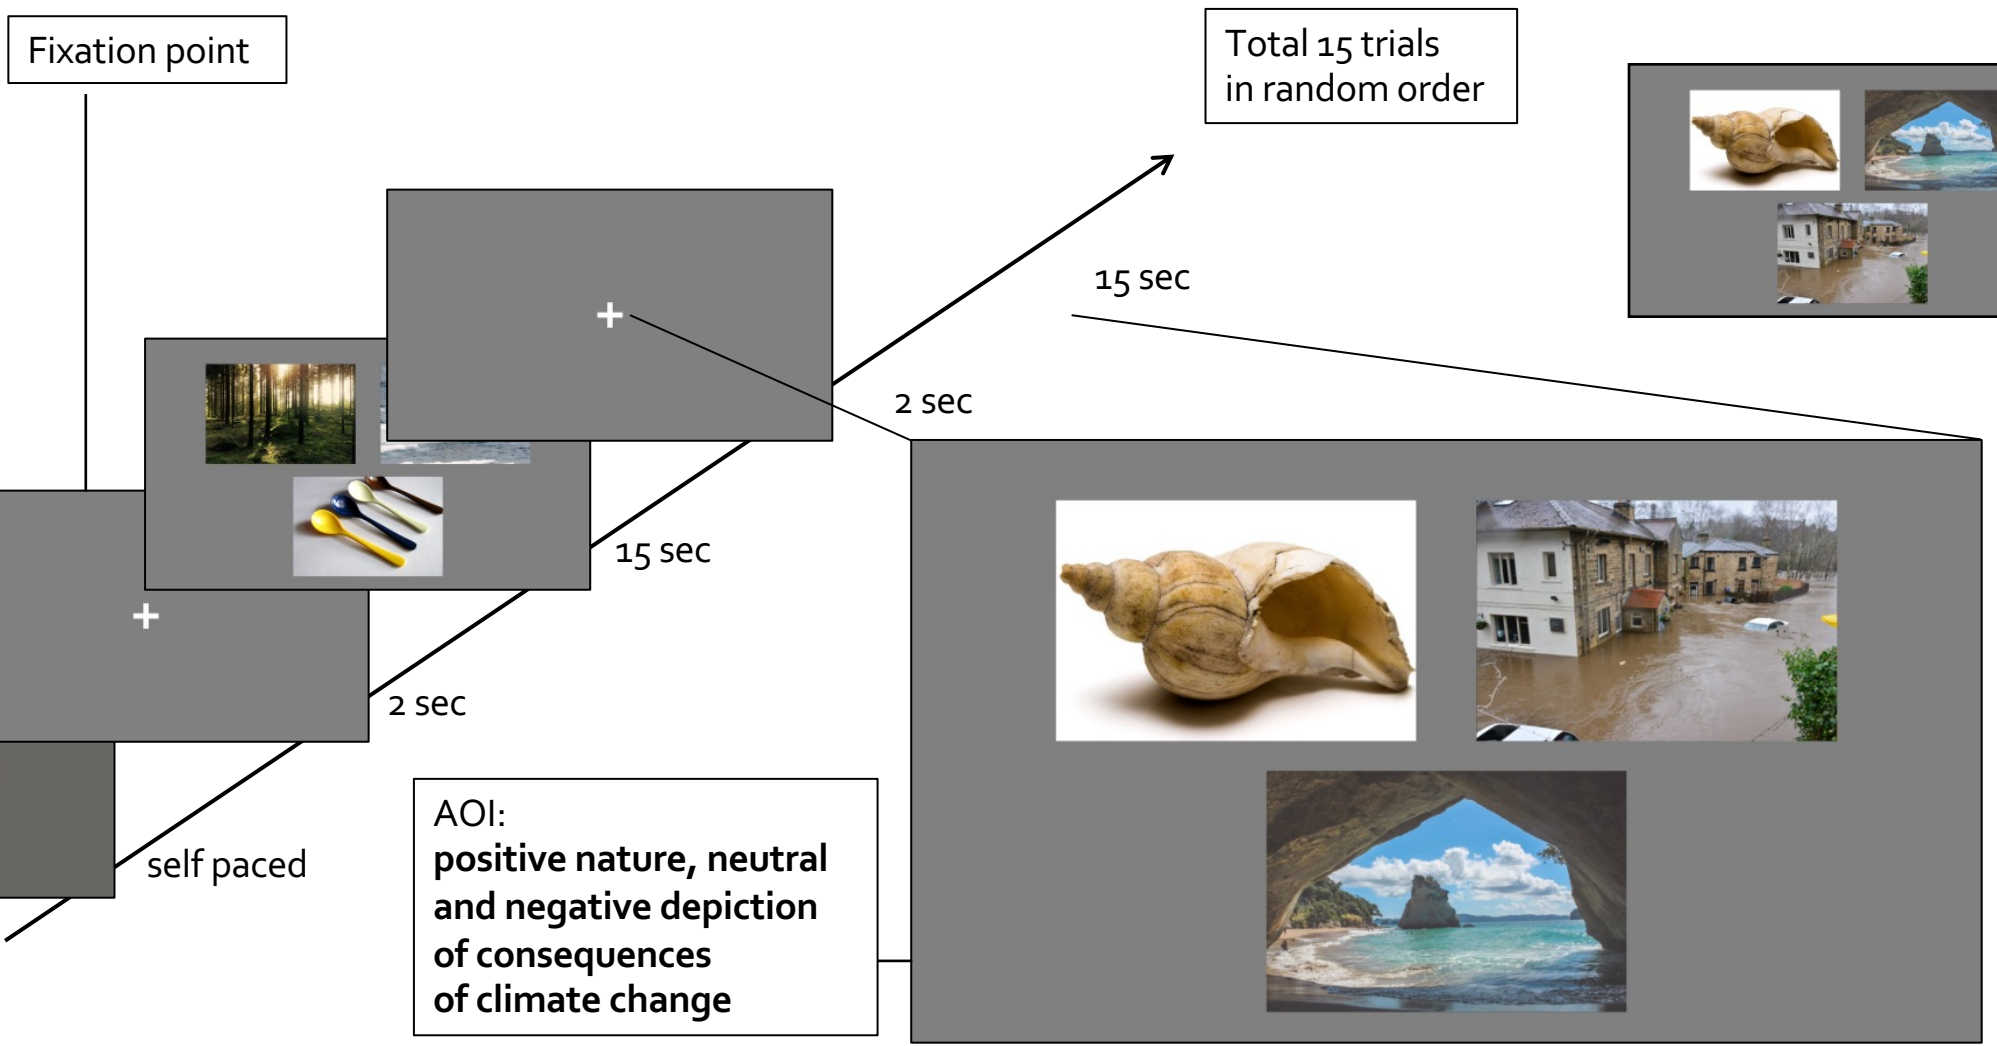 Fixation point
Total 15 trials
in random order
15 sec
2 sec
15 sec
2 sec
self paced
AOI:
positive nature, neutral
and negative depiction
of consequences
of climate change